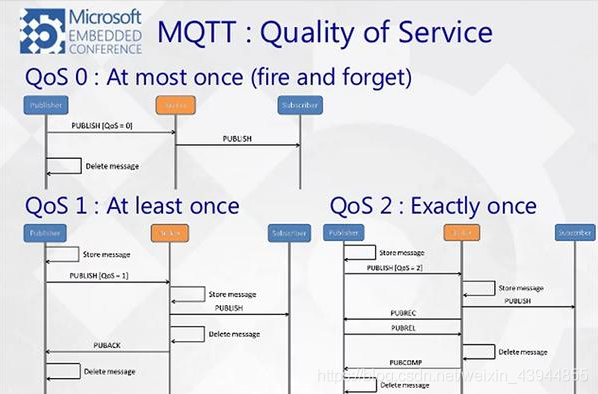 Microsoft
EMBEDDED
CONFERENCE
MQTT : Quality of Service
QoS 0 : At most once (fire and forget)
Publisher
Broker
Subscriber
PUBLISH [QoS = 0]
PUBLISH
Delete message
QoS 1 : At least once
Publisher
Broker
Subscriber
Store message
PUBLISH [QoS = 1]
Store message
PUBLISH
Delete message
PUBACK
Delete message
QoS 2 : Exactly once
Publisher
Broker
Subscriber
Store message
PUBLISH [QoS = 2]
Store message
PUBLISH
PUBREC
PUBREL
Delete message
PUBCOMP
Delete message
https://blog.csdn.net/weixin_43944856